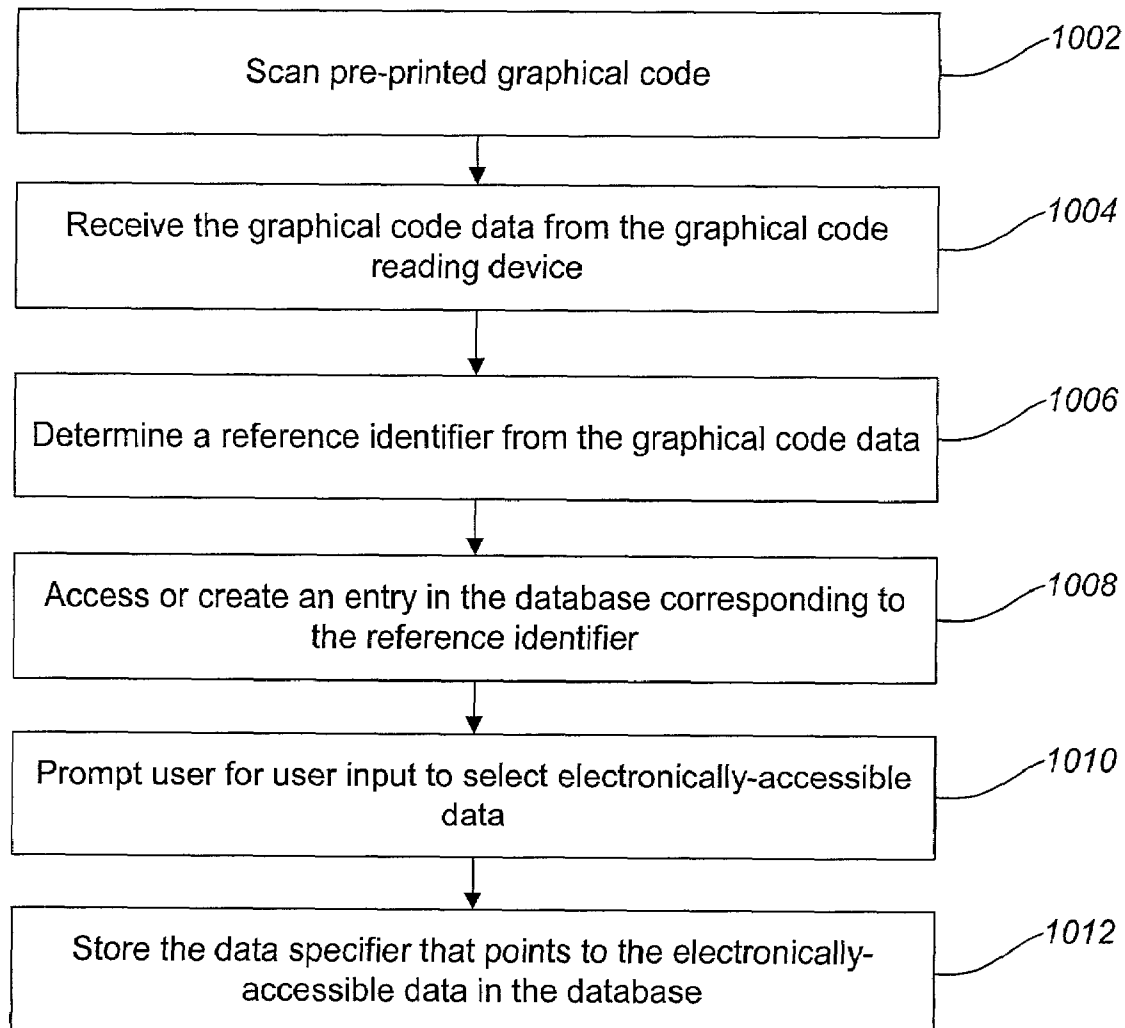 Scan pre-printed graphical code
1002
Receive the graphical code data from the graphical code
reading device
1004
Determine a reference identifier from the graphical code data
1006
Access or create an entry in the database corresponding to
the reference identifier
1008
Prompt user for user input to select electronically-accessible
data
1010
Store the data specifier that points to the electronically-
accessible data in the database
1012